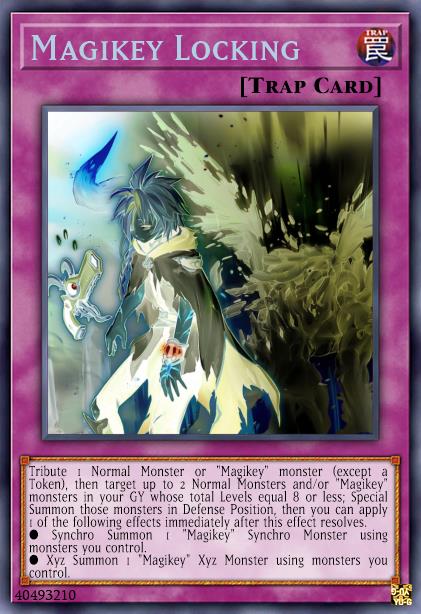 Magikey Locking
TRAP
罠
[Trap Card]
Tribute 1 Normal Monster or "Magikey" monster (except a
Token), then target up to 2 Normal Monsters and/or "Magikey"
monsters in your GY whose total Levels equal 8 or less; Special
Summon those monsters in Defense Position, then you can apply
1 of the following effects immediately after this effect resolves.
● Synchro Summon 1 "Magikey" Synchro Monster using
monsters you control.
● Xyz Summon 1 "Magikey" Xyz Monster using monsters you
control.
40493210